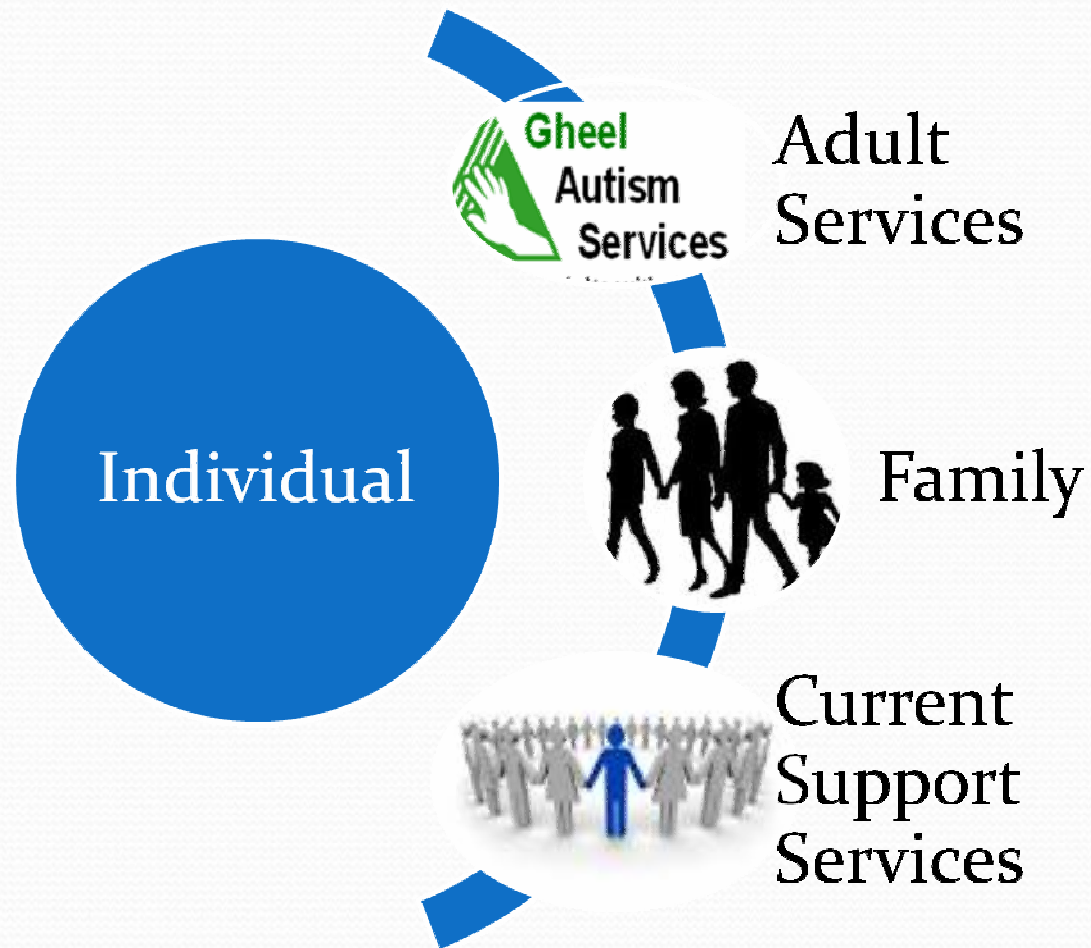 Gheel
Autism
Services
Adult
Services
Individual
Family
Current
Support
Services